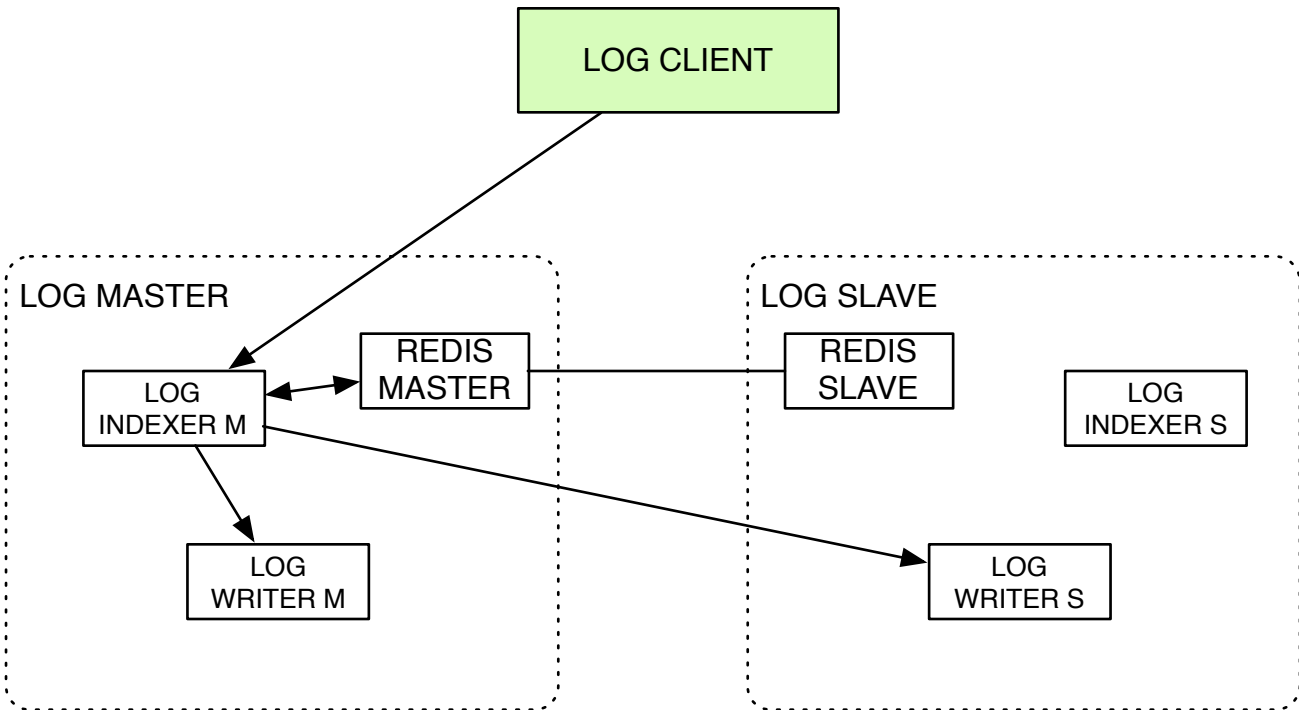 LOG CLIENT
LOG MASTER
LOG SLAVE
REDIS
MASTER
REDIS
SLAVE
LOG
INDEXER M
LOG
INDEXER S
LOG
WRITER M
LOG
WRITER S